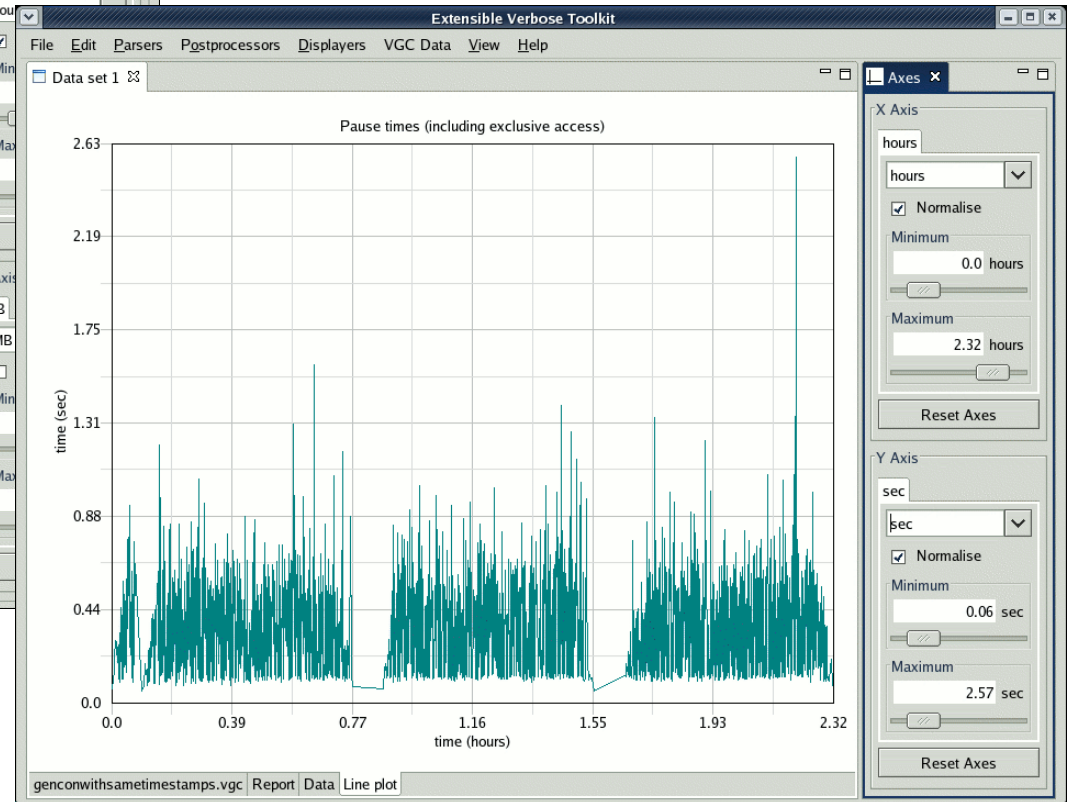 Extensible Verbose Toolkit
File Edit Parsers Postprocessors Displayers VGC Data View Help
Data set 1
Pause times (including exclusive access)
2.63
2.19
1.75
1.31
0.88
0.44
0.0
time (sec)
0.0 0.39 0.77 1.16 1.55 1.93 2.32
time (hours)
genconwithsametimestamps.vgc Report Data Line plot
Axes
X Axis
hours
hours
Normalise
Minimum
0.0 hours
Maximum
2.32 hours
Reset Axes
Y Axis
sec
sec
Normalise
Minimum
0.06 sec
Maximum
2.57 sec
Reset Axes